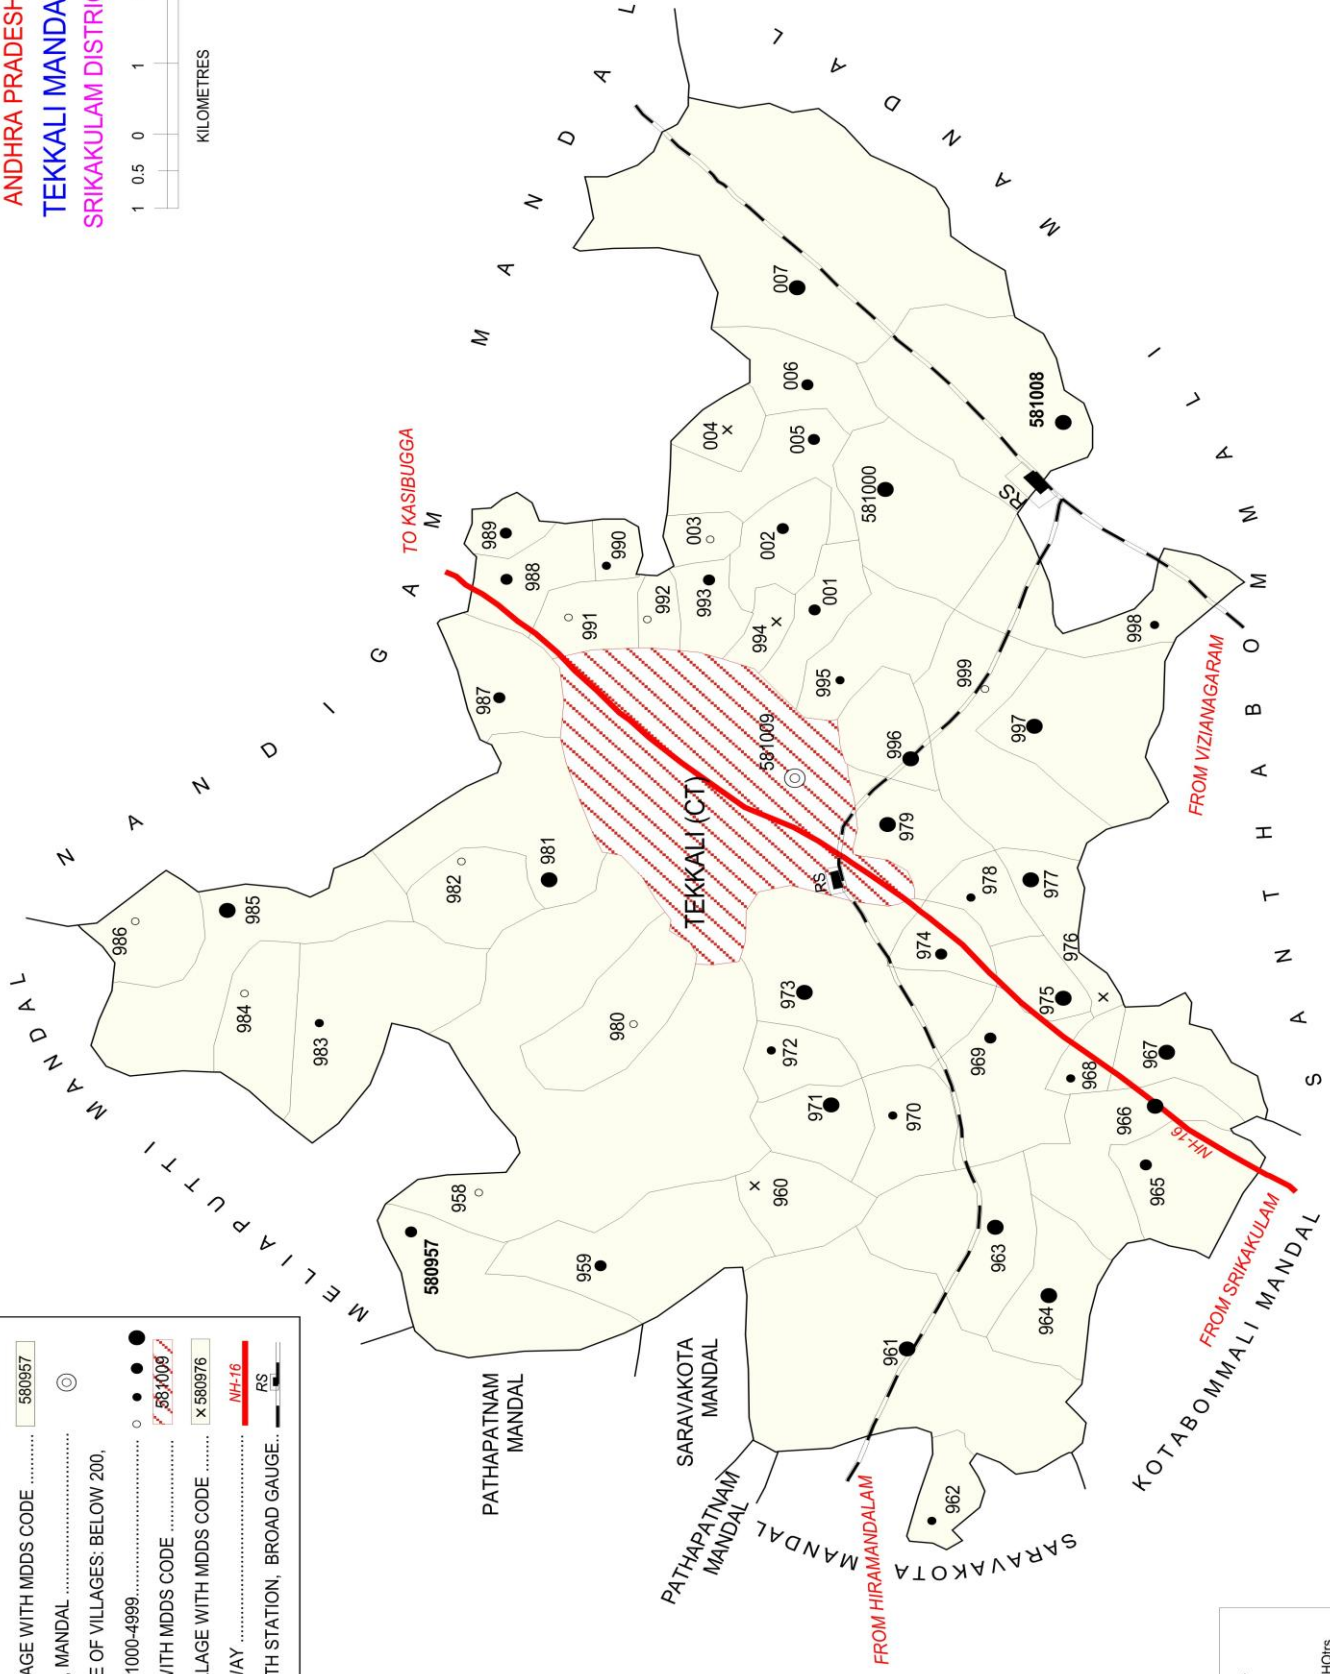 ANDHRA PRADESH
TEKKALI MANDA
SRIKAKULAM DISTRIC
1 0.5 0 1
KILOMETRES
AGE WITH MDDS CODE .......... 580957
MANDAL ..........
E OF VILLAGES: BELOW 200,
1000-4999..........
WITH MDDS CODE .......... 581009
LLAGE WITH MDDS CODE .......... x 580976
WAY .......... NH-16
TH STATION, BROAD GAUGE.. RS
MELIAPUTTI MANDAL
NANDIGAM MANDAL
TO KASIBUGGA
986
985
984
983
982
981
980
987
988
989
990
991
992
993
994
995
996
997
998
999
TEKKALI (CT)
581009
003
004
002
001
005
006
007
581000
581008
RS
RS
979
978
977
976
975
974
973
972
971
970
969
968
967
966
965
964
963
962
961
960
959
958
580957
NH-16
PATHAPATNAM
MANDAL
SARAVAKOTA
MANDAL
PATHAPATNAM
MANDAL
SARAVAKOTA MANDAL
FROM HIRAMANDALAM
KOTABOMMALI MANDAL
FROM SRIKAKULAM
FROM VIZIANAGARAM
SANTHABOMMALI MANDAL
HQtrs